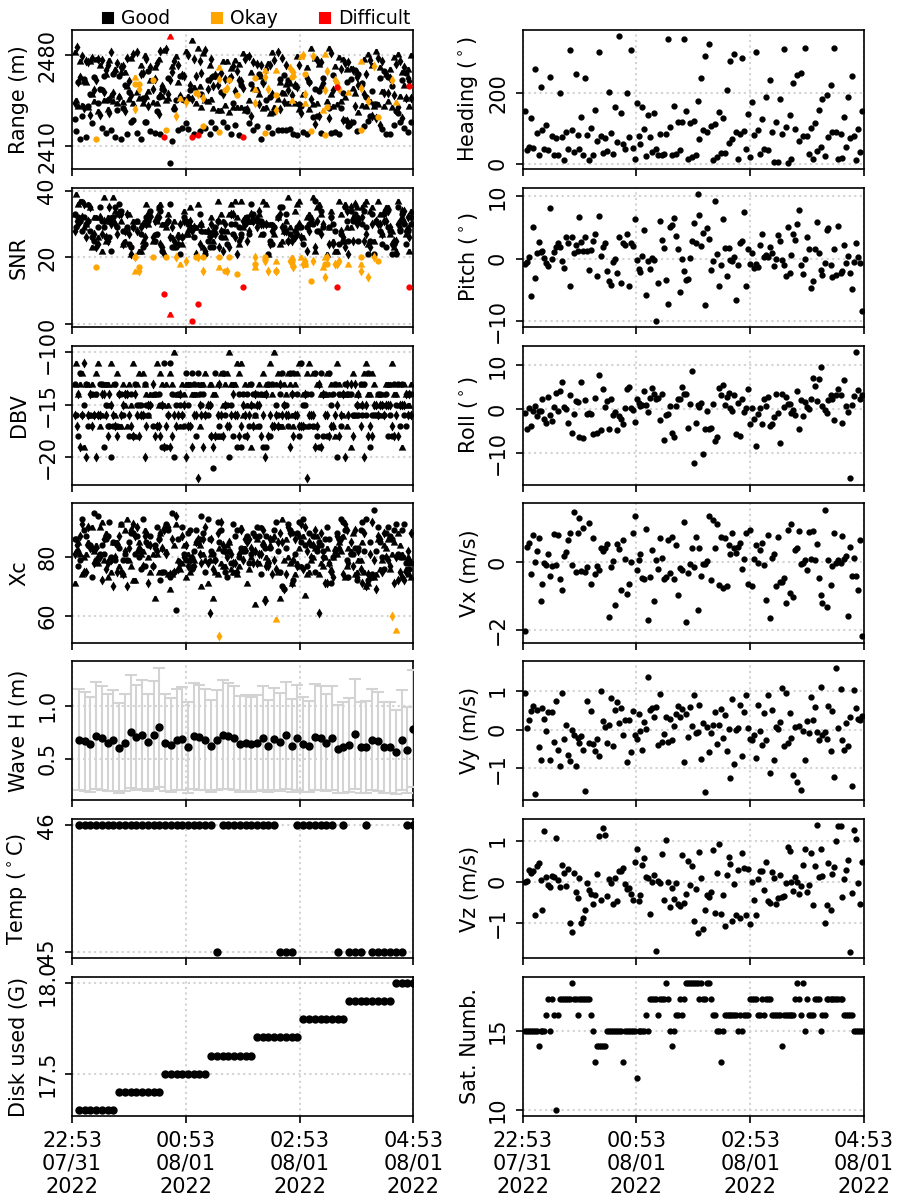 Good Okay Difficult
Range (m)
2480
2410
Heading (°)
200
0
SNR
40
20
00
Pitch (°)
10
0
−10
DBV
−10
−15
−20
Roll (°)
10
0
−10
Xc
80
60
Vx (m/s)
0
−2
Wave H (m)
1.0
0.5
Vy (m/s)
1
0
−1
Temp (°C)
46
45
Vz (m/s)
1
0
−1
Disk used (G)
18.0
17.5
Sat. Numb.
15
10
22:53 00:53 02:53 04:53
07/31 08/01 08/01 08/01
2022 2022 2022 2022
22:53 00:53 02:53 04:53
07/31 08/01 08/01 08/01
2022 2022 2022 2022